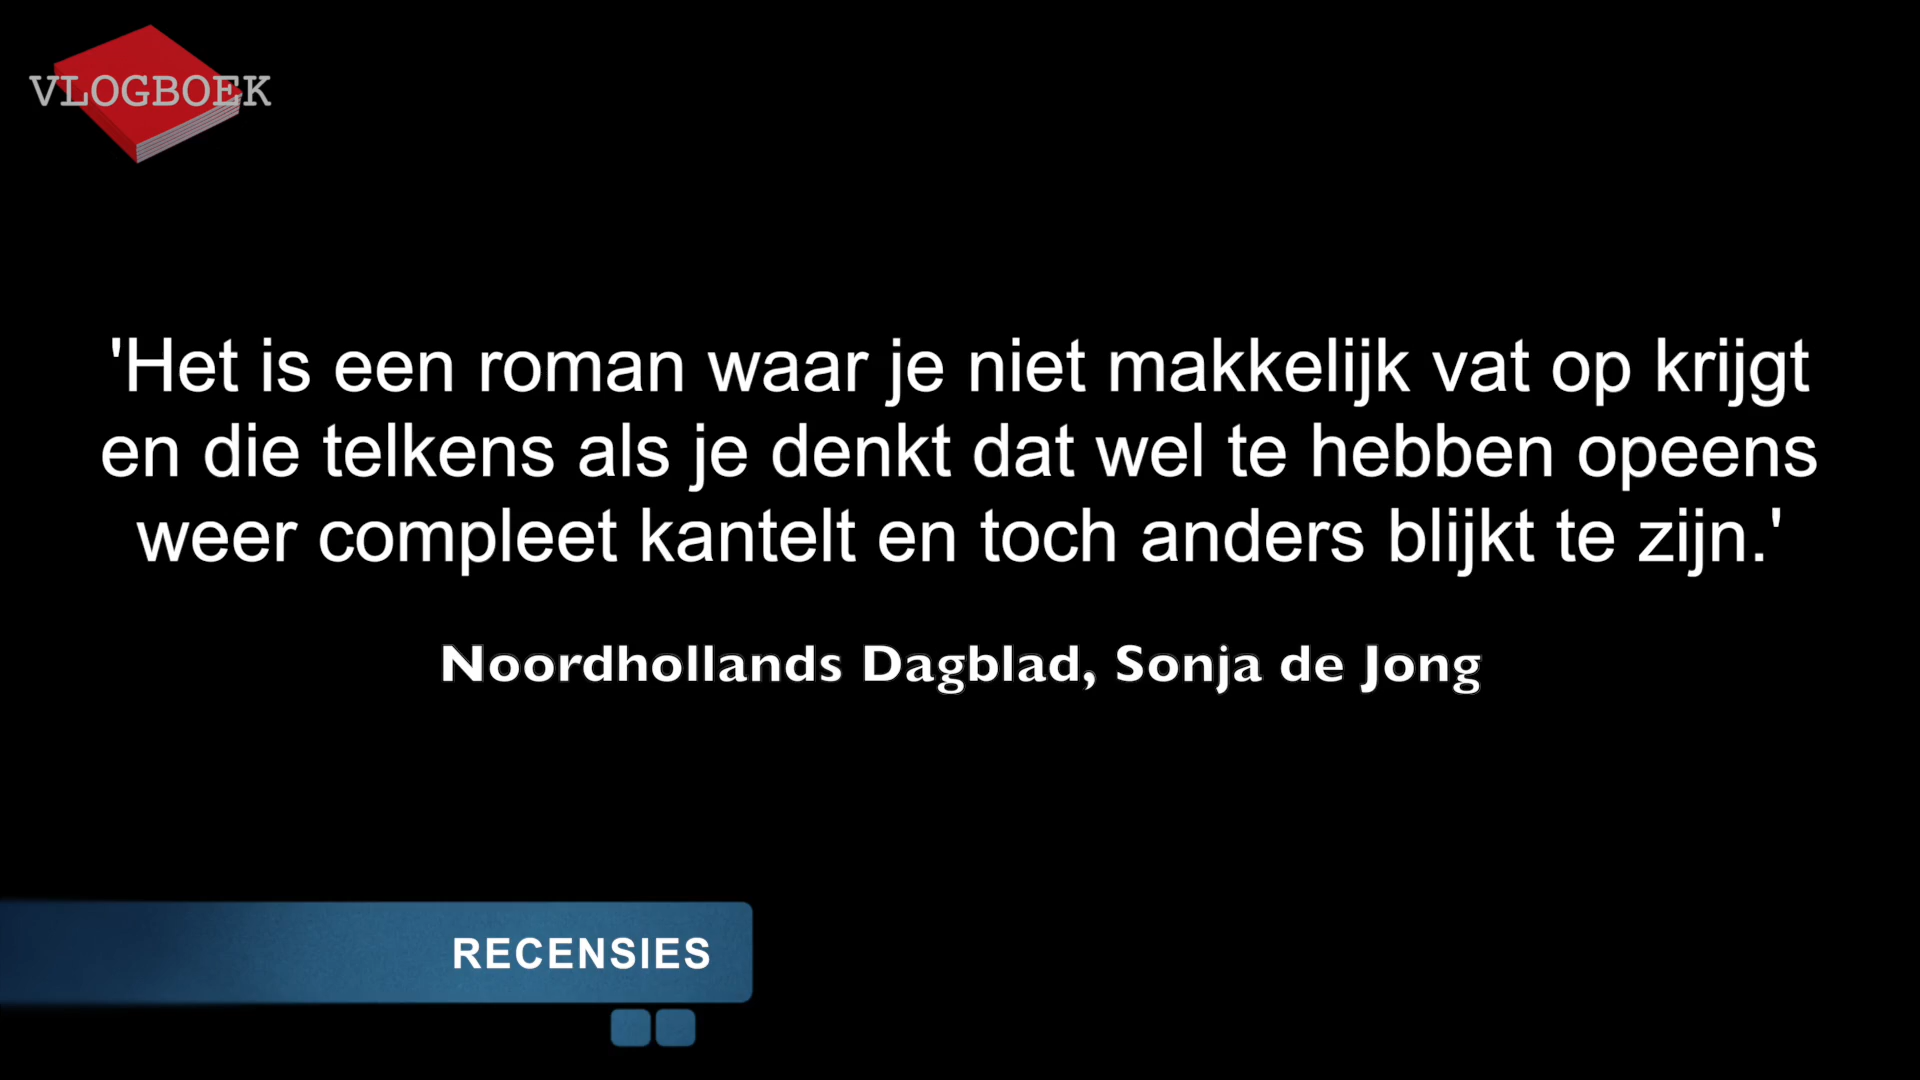 VLOGBOEK
'Het is een roman waar je niet makkelijk vat op krijgt
en die telkens als je denkt dat wel te hebben opeens
weer compleet kantelt en toch anders blijkt te zijn.'
Noordhollands Dagblad, Sonja de Jong
RECENSIES